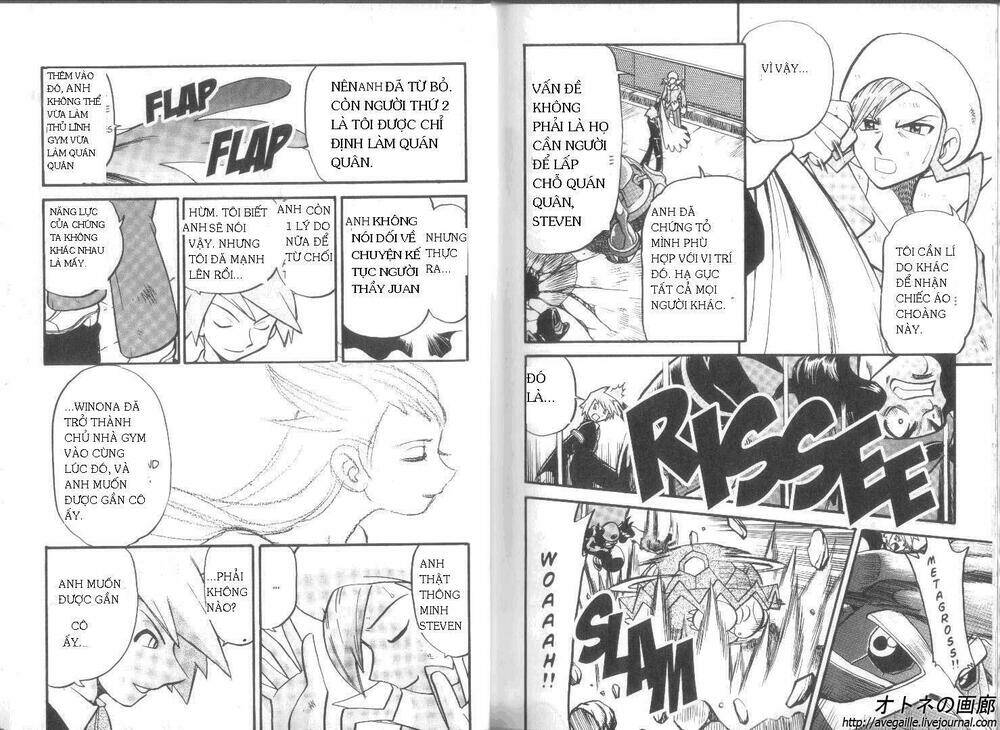 VÌ VẬY...
TÔI CẦN LÍ
DO KHÁC
ĐỂ NHẬN
CHIẾC ÁO
CHOÀNG
NÀY.
VẤN ĐỀ
KHÔNG
PHẢI LÀ HỌ
CẦN NGƯỜI
ĐỂ LẤP
CHỖ QUÁN
QUÂN,
STEVEN
ANH ĐÃ
CHỨNG TỎ
MÌNH PHÙ
HỢP VỚI VỊ TRÍ
ĐÓ. HẠ GỤC
TẤT CẢ MỌI
NGƯỜI KHÁC.
ĐÓ
LÀ...
RISSEE
METAGROSS!!
SLAM
WOAAAH!!
NÊN ANH ĐÃ TỪ BỎ.
CÒN NGƯỜI THỨ 2
LÀ TÔI ĐƯỢC CHỈ
ĐỊNH LÀM QUÁN
QUÂN.
FLAP
FLAP
THÊM VÀO
ĐÓ, ANH
KHÔNG THỂ
VỪA LÀM
THỦ LĨNH
GYM VỪA
LÀM QUÁN
QUÂN
NHƯNG
THỰC
RA...
ANH KHÔNG
NÓI DỐI VỀ
CHUYỆN KẾ
TỤC NGƯỜI
THẦY JUAN
ANH CÒN
1 LÝ DO
NỮA ĐỂ
TỪ CHỐI
HỪM. TÔI BIẾT
ANH SẼ NÓI
VẬY. NHƯNG
TÔI ĐÃ MẠNH
LÊN RỒI...
NĂNG LỰC
CỦA CHÚNG
TA KHÔNG
KHÁC NHAU
LÀ MẤY.
...WINONA ĐÃ
TRỞ THÀNH
CHỦ NHÀ GYM
VÀO CÙNG
LÚC ĐÓ, VÀ
ANH MUỐN
ĐƯỢC GẦN CÔ
ẤY.
ANH
THẬT
THÔNG
MINH
STEVEN
...
...PHẢI
KHÔNG
NÀO?
ANH MUỐN
ĐƯỢC GẦN
CÔ
ẤY...
オトネの画廊
http://avegaille.livejournal.com/